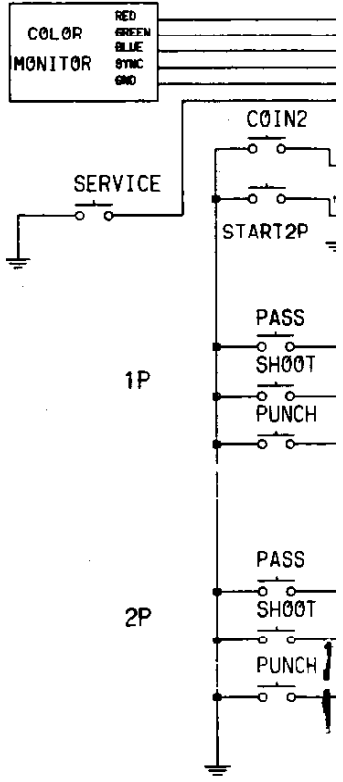 RED
COLOR GREEN
BLUE
MONITOR SYNC
GND
COIN2
SERVICE
START2P
PASS
SHOOT
1P
PUNCH
PASS
SHOOT
2P
PUNCH